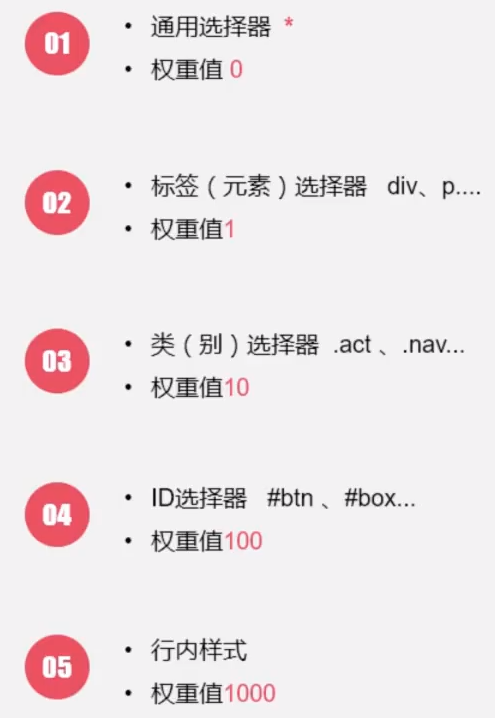 01
• 通用选择器 *
• 权重值 0
02
• 标签（元素）选择器 div、p....
• 权重值1
03
• 类（别）选择器 .act 、.nav...
• 权重值10
04
• ID选择器 #btn 、#box...
• 权重值100
05
• 行内样式
• 权重值1000